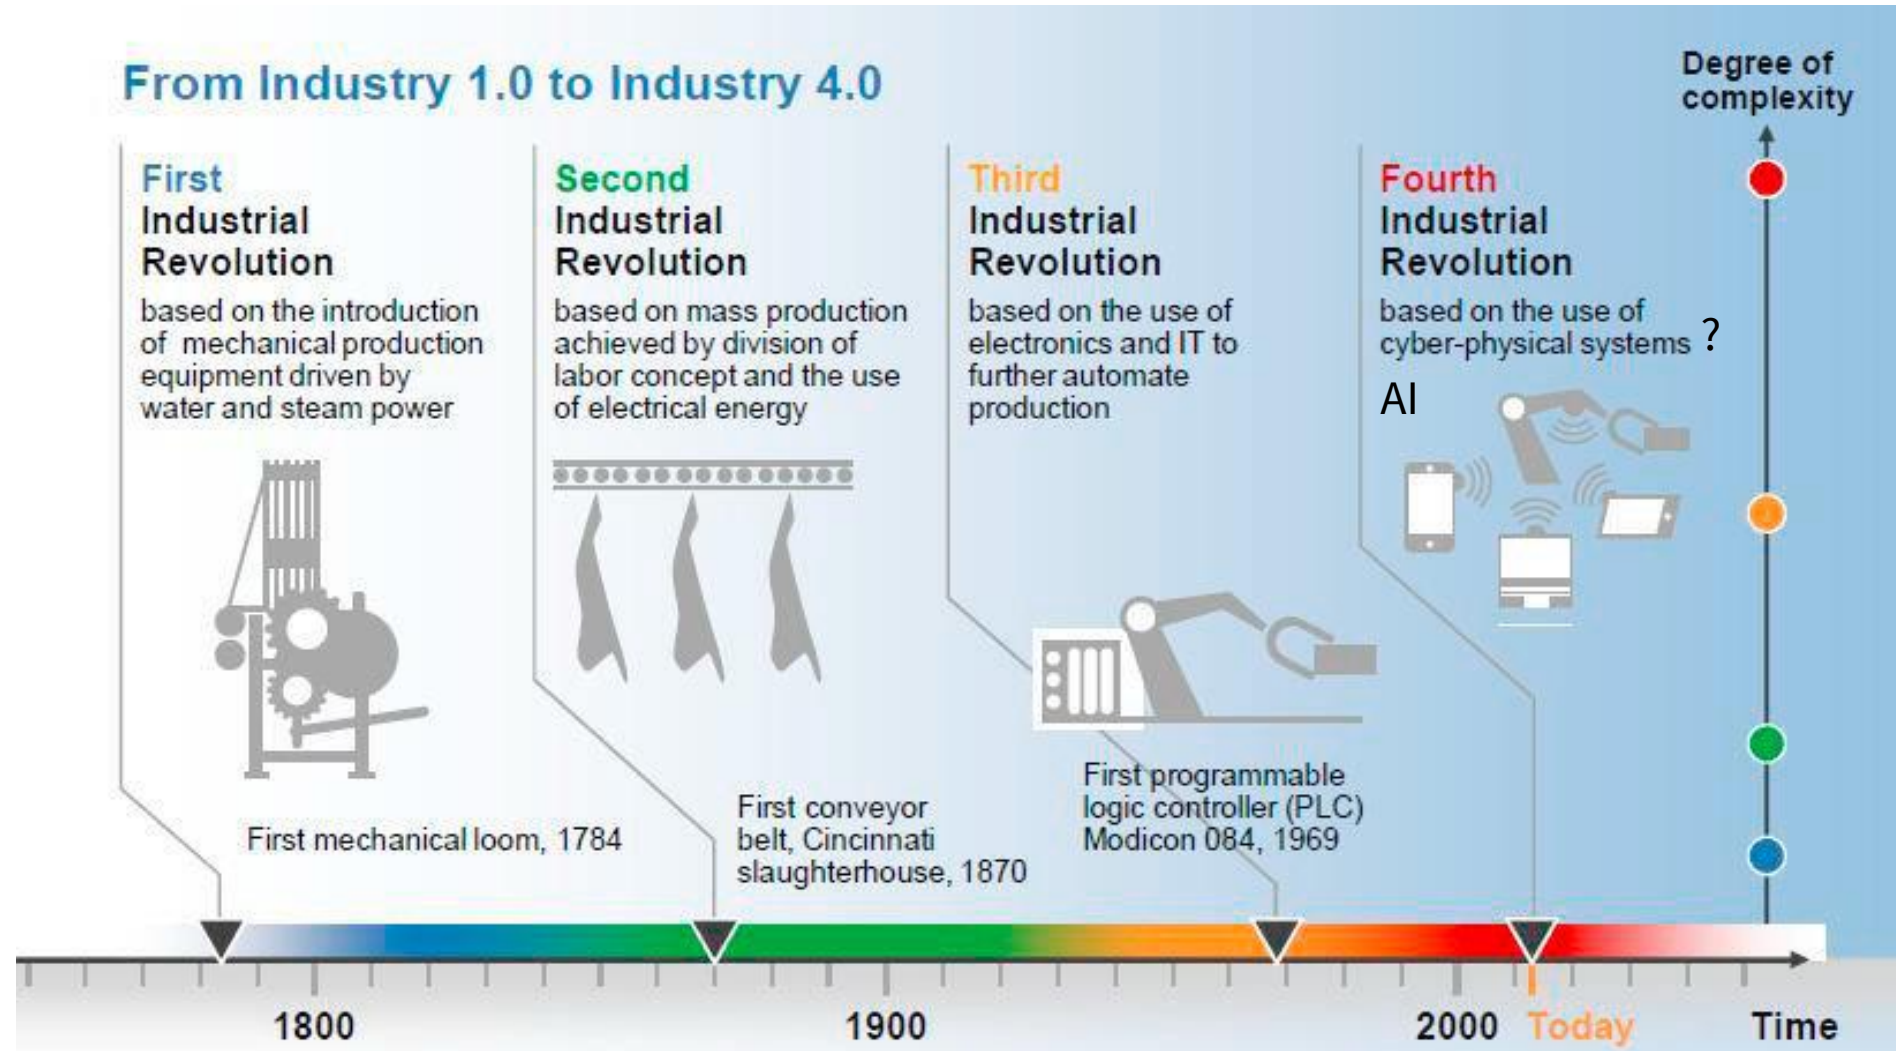 From Industry 1.0 to Industry 4.0
Degree of
complexity
First
Industrial
Revolution
based on the introduction
of mechanical production
equipment driven by
water and steam power
Second
Industrial
Revolution
based on mass production
achieved by division of
labor concept and the use
of electrical energy
Third
Industrial
Revolution
based on the use of
electronics and IT to
further automate
production
Fourth
Industrial
Revolution
based on the use of
cyber-physical systems ?
AI
First mechanical loom, 1784
First conveyor
belt, Cincinnati
slaughterhouse, 1870
First programmable
logic controller (PLC)
Modicon 084, 1969
1800
1900
2000
Today
Time